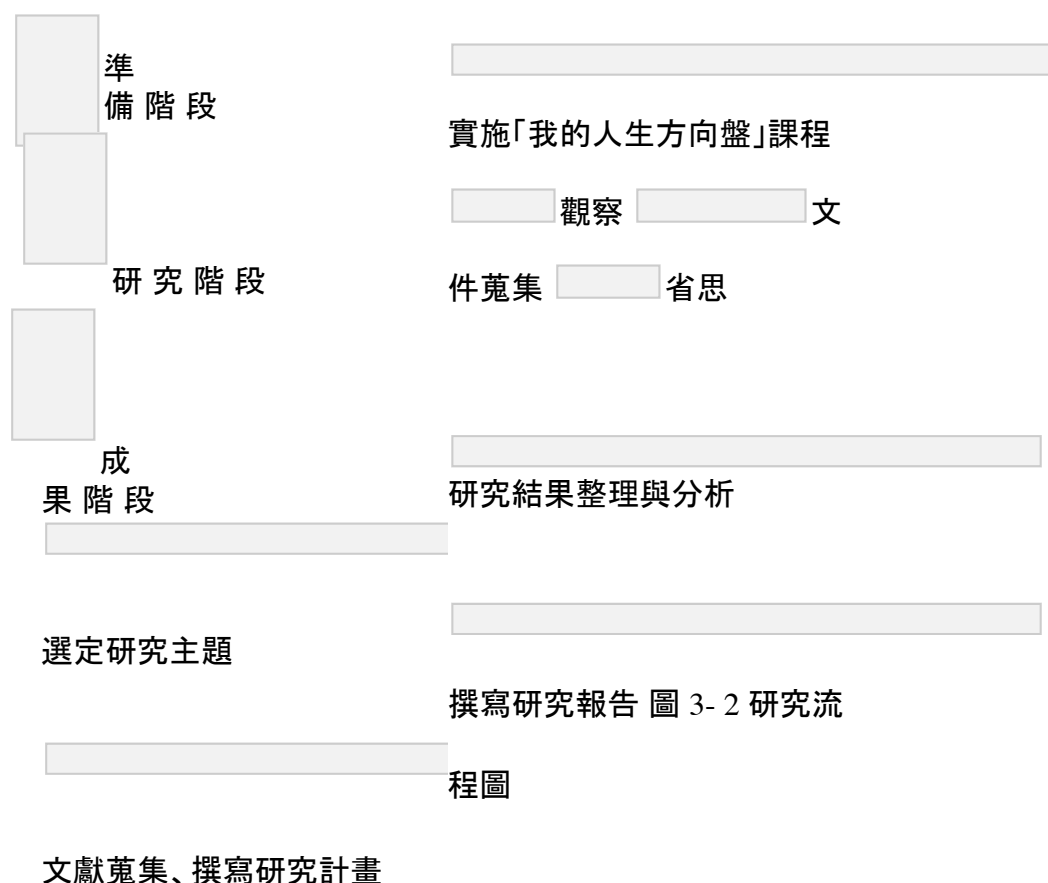 準
備 階 段
研 究 階 段
成
果 階 段
選定研究主題
文獻蒐集、撰寫研究計畫
實施「我的人生方向盤」課程
觀察 文
件蒐集 省思
研究結果整理與分析
撰寫研究報告 圖 3- 2 研究流
程圖